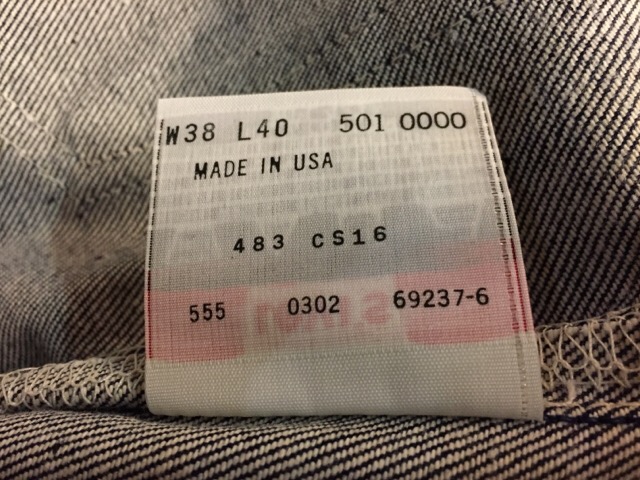 W38 L40 501 0000
MADE IN USA
483 CS16
555 0302 69237-6